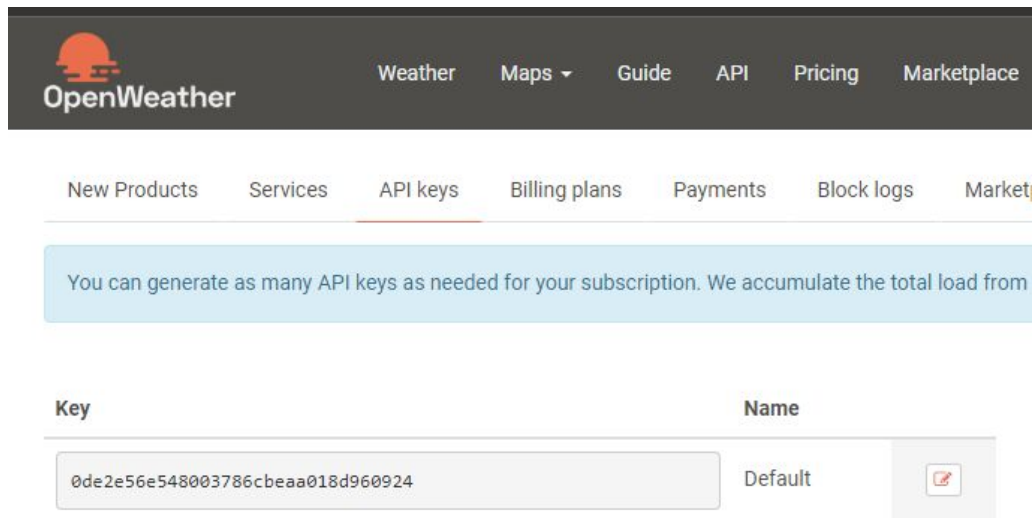 OpenWeather
Weather Maps Guide API Pricing Marketplace
New Products Services API keys Billing plans Payments Block logs Market
You can generate as many API keys as needed for your subscription. We accumulate the total load from
Key Name
0de2e56e548003786cbeaa018d960924 Default